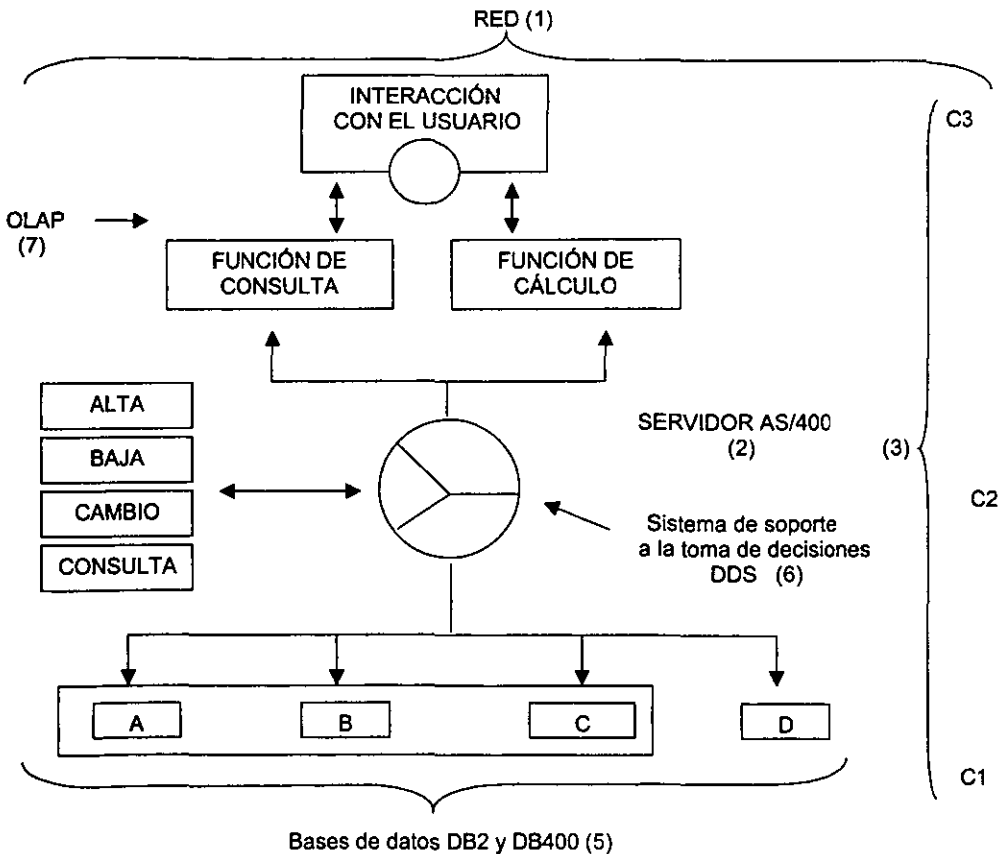 RED (1)
INTERACCIÓN
CON EL USUARIO
C3
OLAP
(7)
FUNCIÓN DE
CONSULTA
FUNCIÓN DE
CÁLCULO
ALTA
BAJA
CAMBIO
CONSULTA
SERVIDOR AS/400
(2)
(3)
C2
Sistema de soporte
a la toma de decisiones
DDS (6)
A
B
C
D
C1
Bases de datos DB2 y DB400 (5)